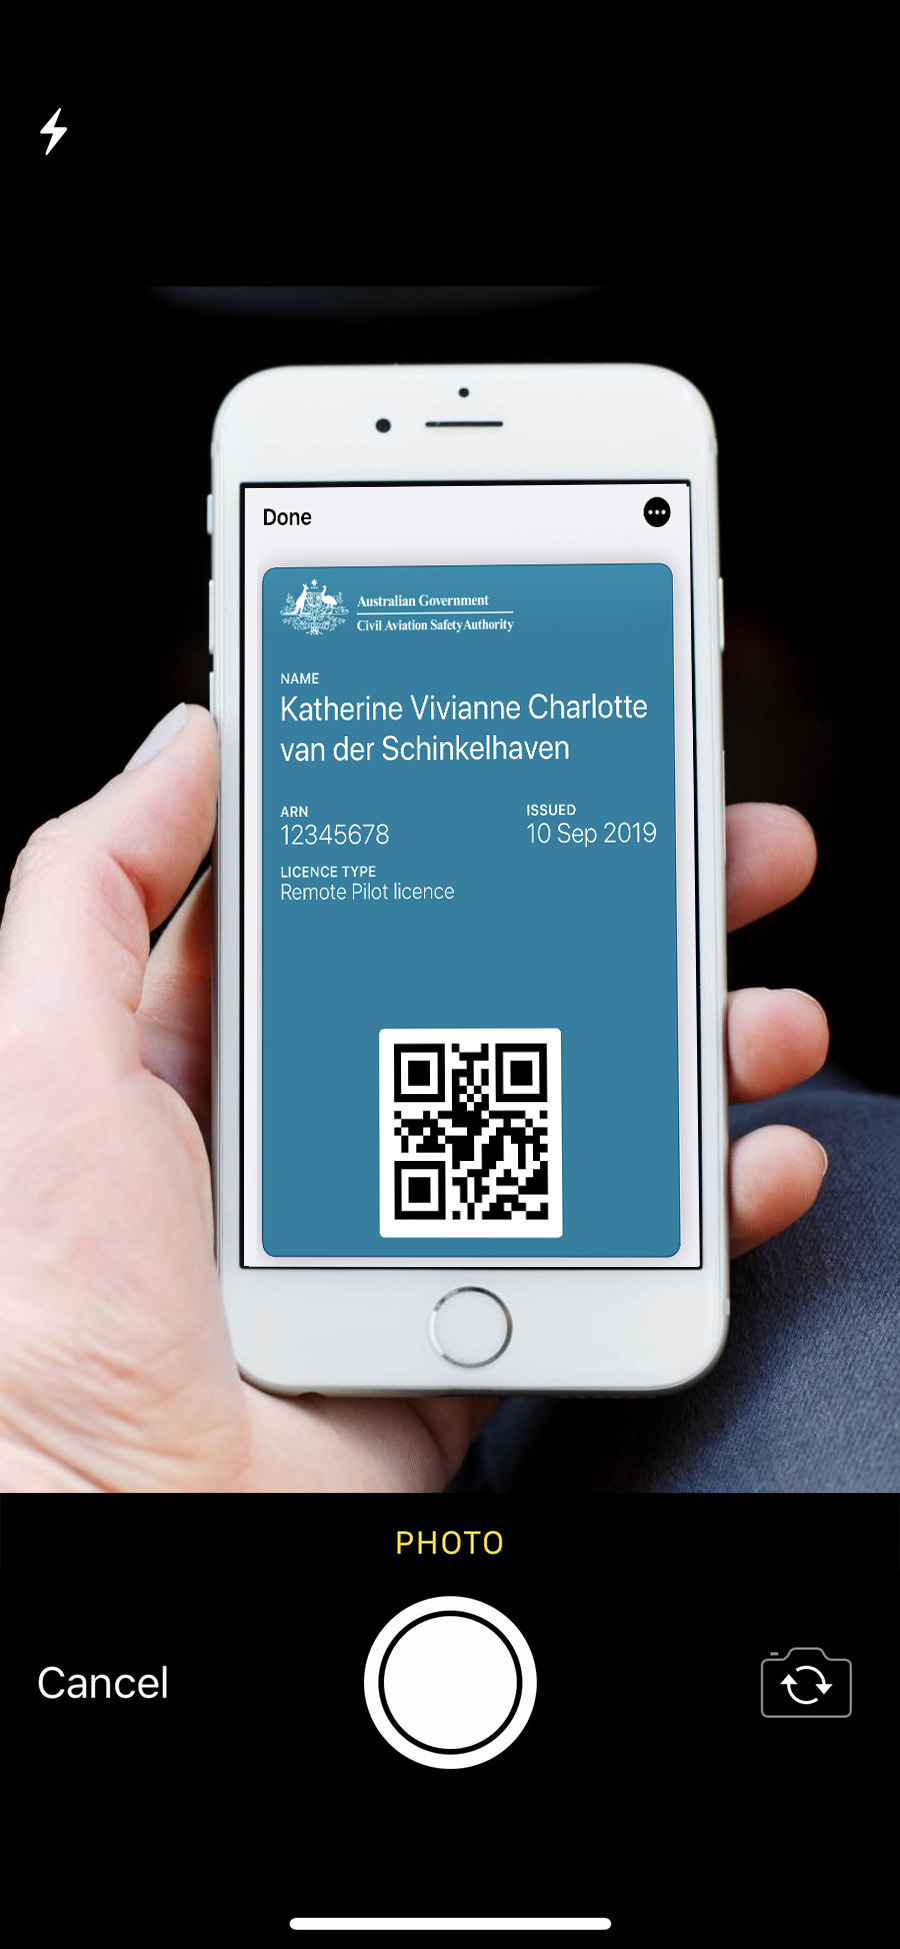 Done
Australian Government
Civil Aviation Safety Authority
NAME
Katherine Vivianne Charlotte
van der Schinkelhaven
ARN
12345678
ISSUED
10 Sep 2019
LICENCE TYPE
Remote Pilot licence
PHOTO
Cancel